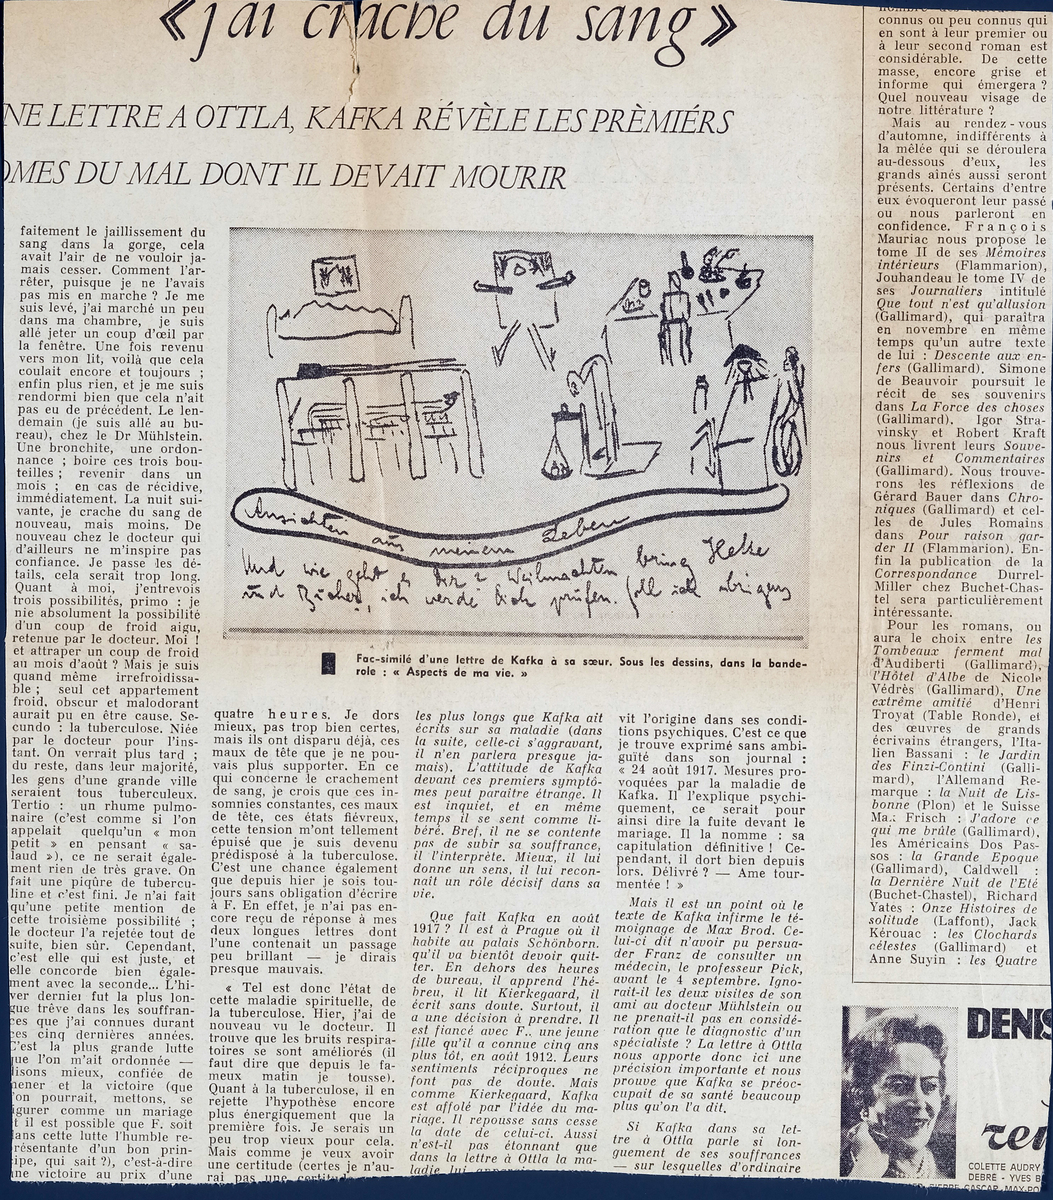 «j'ai craché du sang»
NE LETTRE A OTTLA, KAFKA RÉVÈLE LES PRÈMIÉRS
OMES DU MAL DONT IL DEVAIT MOURIR
faitement le jaillissement du
sang dans la gorge, cela
avait l'air de ne vouloir ja-
mais cesser. Comment l'ar-
rêter, puisque je ne l'avais
pas mis en marche ? Je me
suis levé, j'ai marché un peu
dans ma chambre, je suis
allé jeter un coup d'œil par
la fenêtre. Une fois revenu
vers mon lit, voilà que cela
coulait encore et toujours ;
enfin plus rien, et je me suis
rendormi bien que cela n'ait
pas eu de précédent. Le len-
demain (je suis allé au bu-
reau), chez le Dr Mühlstein.
Une bronchite, une ordon-
nance ; boire ces trois bou-
teilles ; revenir dans un
mois ; en cas de récidive,
immédiatement. La nuit sui-
vante, je crache du sang de
nouveau, mais moins. De
nouveau chez le docteur qui
d'ailleurs ne m'inspire pas
confiance. Je passe les dé-
tails, cela serait trop long.
Quant à moi, j'entrevois
trois possibilités, primo : je
nie absolument la possibilité
d'un coup de froid aigu,
retenue par le docteur. Moi !
et attraper un coup de froid
au mois d'août ? Mais je suis
quand même irrefroidissa-
ble ; seul cet appartement
froid, obscur et malodorant
aurait pu en être cause. Se-
cundo : la tuberculose. Niée
par le docteur pour l'ins-
tant. On verrait plus tard ;
du reste, dans leur majorité,
les gens d'une grande ville
seraient tous tuberculeux.
Tertio : un rhume pulmo-
naire (c'est comme si l'on
appelait quelqu'un « mon
petit » en pensant « sa-
laud »), ce ne serait égale-
ment rien de très grave. On
fait une piqûre de tubercu-
line et c'est fini. Je n'ai fait
qu'une petite mention de
cette troisième possibilité ;
le docteur l'a rejetée tout de
suite, bien sûr. Cependant,
c'est elle qui est juste, et
elle concorde bien égale-
ment avec la seconde... L'hi-
ver dernier fut la plus lon-
gue trêve dans les souffran-
ces que j'ai connues durant
ces cinq dernières années.
C'est la plus grande lutte
que l'on m'ait ordonnée —
disons mieux, confiée de
mener et la victoire (que
l'on pourrait, mettons, se
igurer comme un mariage
t il est possible que F. soit
ans cette lutte l'humble re-
résentante d'un bon prin-
ipe, qui sait ?), c'est-à-dire
ne victoire au prix d'une
Ansichten aus meinem Leben
Und wie geht es Dir ? Weihnachten bring Hefte
und Bücher, ich werde Dich prüfen. Soll ich übrigens
Fac-similé d'une lettre de Kafka à sa sœur. Sous les dessins, dans la bande-
role : « Aspects de ma vie. »
quatre heures. Je dors
mieux, pas trop bien certes,
mais ils ont disparu déjà, ces
maux de tête que je ne pou-
vais plus supporter. En ce
qui concerne le crachement
de sang, je crois que ces in-
somnies constantes, ces maux
de tête, ces états fiévreux,
cette tension m'ont tellement
épuisé que je suis devenu
prédisposé à la tuberculose.
C'est une chance également
que depuis hier je sois tou-
jours sans obligation d'écrire
à F. En effet, je n'ai pas en-
core reçu de réponse à mes
deux longues lettres dont
l'une contenait un passage
peu brillant — je dirais
presque mauvais.
« Tel est donc l'état de
cette maladie spirituelle, de
la tuberculose. Hier, j'ai de
nouveau vu le docteur. Il
trouve que les bruits respira-
toires se sont améliorés (il
faut dire que depuis le fa-
meux matin je tousse).
Quant à la tuberculose, il en
rejette l'hypothèse encore
plus énergiquement que la
première fois. Je serais un
peu trop vieux pour cela.
Mais comme je veux avoir
une certitude (certes je n'au-
rai pas une certitude
les plus longs que Kafka ait
écrits sur sa maladie (dans
la suite, celle-ci s'aggravant,
il n'en parlera presque ja-
mais). L'attitude de Kafka
devant ces premiers symptô-
mes peut paraître étrange. Il
est inquiet, et en même
temps il se sent comme li-
béré. Bref, il ne se contente
pas de subir sa souffrance,
il l'interprète. Mieux, il lui
donne un sens, il lui recon-
naît un rôle décisif dans sa
vie.
Que fait Kafka en août
1917 ? Il est à Prague où il
habite au palais Schönborn,
qu'il va bientôt devoir quit-
ter. En dehors des heures
de bureau, il apprend l'hé-
breu, il lit Kierkegaard, il
écrit sans doute. Surtout, il
a une décision à prendre. Il
est fiancé avec F., une jeune
fille qu'il a connue cinq ans
plus tôt, en août 1912. Leurs
sentiments réciproques ne
font pas de doute. Mais
comme Kierkegaard, Kafka
est affolé par l'idée du ma-
riage. Il repousse sans cesse
la date de celui-ci. Aussi
n'est-il pas étonnant que
dans la lettre à Ottla la ma-
ladie lui
vit l'origine dans ses condi-
tions psychiques. C'est ce que
je trouve exprimé sans ambi-
guïté dans son journal :
« 24 août 1917. Mesures pro-
voquées par la maladie de
Kafka. Il l'explique psychi-
quement, ce serait pour
ainsi dire la fuite devant le
mariage. Il la nomme : sa
capitulation définitive ! Ce-
pendant, il dort bien depuis
lors. Délivré ? — Ame tour-
mentée ! »
Mais il est un point où le
texte de Kafka infirme le té-
moignage de Max Brod. Ce-
lui-ci dit n'avoir pu persua-
der Franz de consulter un
médecin, le professeur Pick,
avant le 4 septembre. Igno-
rait-il les deux visites de son
ami au docteur Mühlstein ou
ne prenait-il pas en considé-
ration que le diagnostic d'un
spécialiste ? La lettre à Ottla
nous apporte donc ici une
précision importante et nous
prouve que Kafka se préoc-
cupait de sa santé beaucoup
plus qu'on l'a dit.
Si Kafka dans sa let-
tre à Ottla parle si lon-
guement de ses souffrances
— sur lesquelles d'ordinaire
connus ou peu connus qui
en sont à leur premier ou
à leur second roman est
considérable. De cette
masse, encore grise et
informe qui émergera ?
Quel nouveau visage de
notre littérature ?
Mais au rendez-vous
d'automne, indifférents à
la mêlée qui se déroulera
au-dessous d'eux, les
grands aînés aussi seront
présents. Certains d'entre
eux évoqueront leur passé
ou nous parleront en
confidence. François
Mauriac nous propose le
tome II de ses Mémoires
intérieurs (Flammarion),
Jouhandeau le tome IV de
ses Journaliers intitulé
Que tout n'est qu'allusion
(Gallimard), qui paraîtra
en novembre en même
temps qu'un autre texte
de lui : Descente aux en-
fers (Gallimard). Simone
de Beauvoir poursuit le
récit de ses souvenirs
dans La Force des choses
(Gallimard). Igor Stra-
vinsky et Robert Kraft
nous livrent leurs Souve-
nirs et Commentaires
(Gallimard). Nous trouve-
rons les réflexions de
Gérard Bauer dans Chro-
niques (Gallimard) et cel-
les de Jules Romains
dans Pour raison gar-
der II (Flammarion). En-
fin la publication de la
Correspondance Durrel-
Miller chez Buchet-Chas-
tel sera particulièrement
intéressante.
Pour les romans, on
aura le choix entre les
Tombeaux ferment mal
d'Audiberti (Gallimard),
l'Hôtel d'Albe de Nicole
Védrès (Gallimard), Une
extrême amitié d'Henri
Troyat (Table Ronde), et
des œuvres de grands
écrivains étrangers, l'Ita-
lien Bassani : le Jardin
des Finzi-Contini (Galli-
mard), l'Allemand Re-
marque : la Nuit de Lis-
bonne (Plon) et le Suisse
Max Frisch : J'adore ce
qui me brûle (Gallimard),
les Américains Dos Pas-
sos : la Grande Epoque
(Gallimard), Caldwell :
la Dernière Nuit de l'Eté
(Buchet-Chastel), Richard
Yates : Onze Histoires de
solitude (Laffont), Jack
Kérouac : les Clochards
célestes (Gallimard) et
Anne Suyin : les Quatre
DENIS
COLETTE AUDRY
DEBRE - YVES B
PIERRE GASCAR - MAX-PO